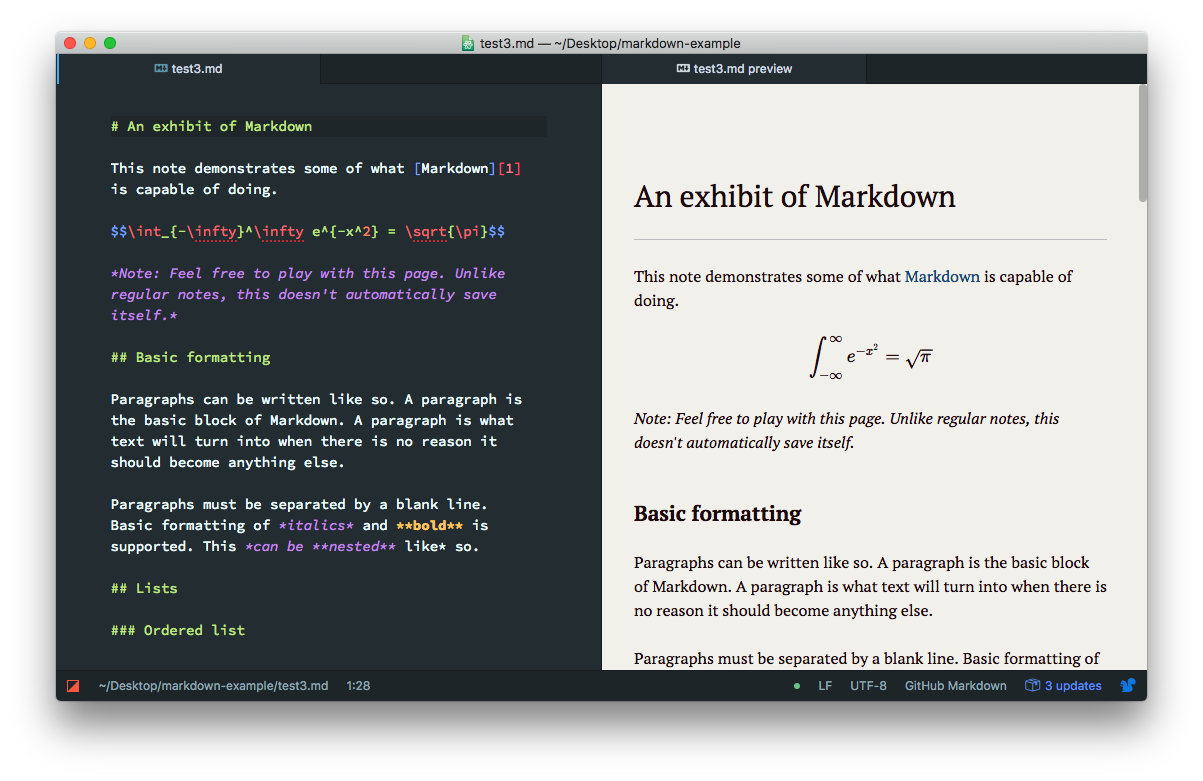 test3.md — ~/Desktop/markdown-example
test3.md
test3.md preview
# An exhibit of Markdown
This note demonstrates some of what [Markdown][1]
is capable of doing.
$$\int_{-\infty}^\infty e^{-x^2} = \sqrt{\pi}$$
*Note: Feel free to play with this page. Unlike
regular notes, this doesn't automatically save
itself.*
## Basic formatting
Paragraphs can be written like so. A paragraph is
the basic block of Markdown. A paragraph is what
text will turn into when there is no reason it
should become anything else.
Paragraphs must be separated by a blank line.
Basic formatting of *italics* and **bold** is
supported. This *can be **nested** like* so.
## Lists
### Ordered list
An exhibit of Markdown
This note demonstrates some of what Markdown is capable of
doing.
∫_{-∞}^{∞} e^{-x^2} = √π
Note: Feel free to play with this page. Unlike regular notes, this
doesn't automatically save itself.
Basic formatting
Paragraphs can be written like so. A paragraph is the basic block
of Markdown. A paragraph is what text will turn into when there is
no reason it should become anything else.
Paragraphs must be separated by a blank line. Basic formatting of
~/Desktop/markdown-example/test3.md 1:28
LF UTF-8 GitHub Markdown 3 updates